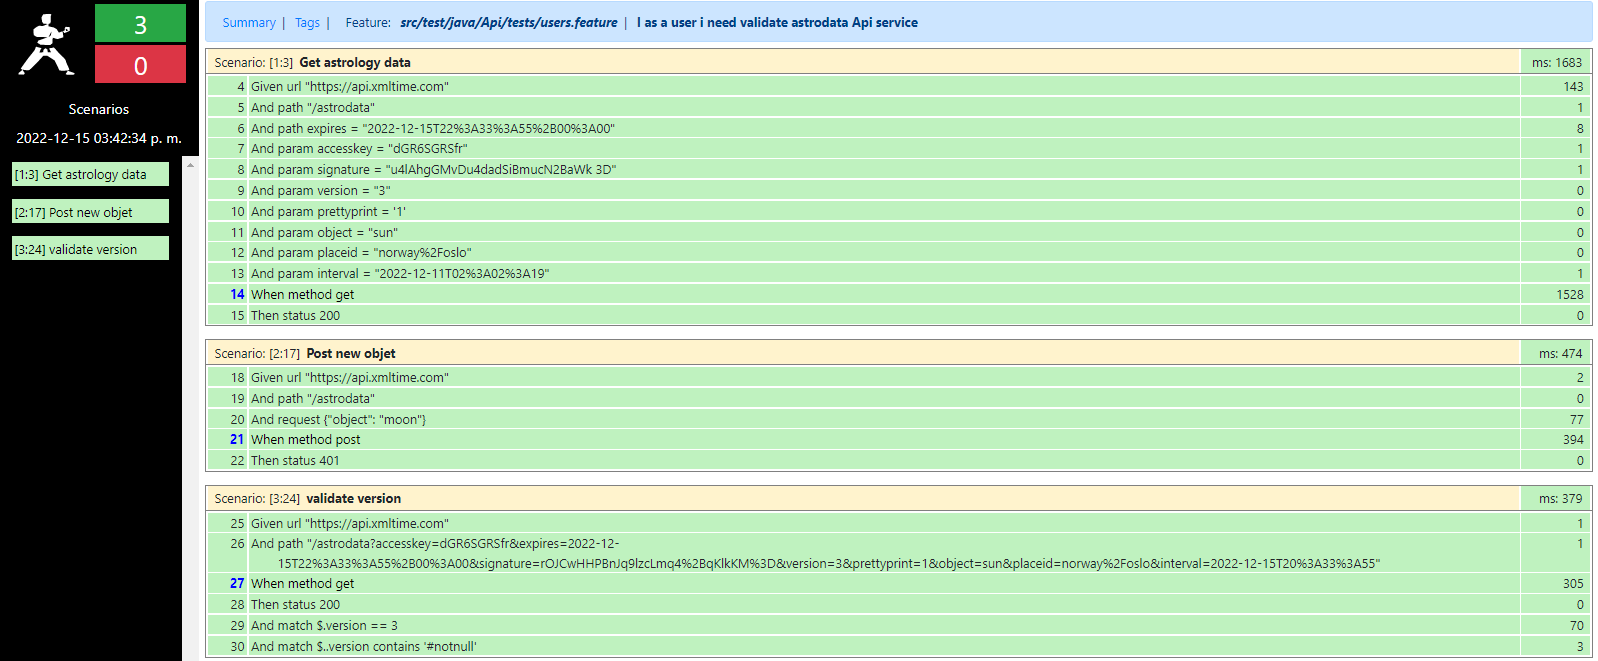 3
0
Scenarios
2022-12-15 03:42:34 p. m.
[1:3] Get astrology data
[2:17] Post new objet
[3:24] validate version
Summary | Tags | Feature: src/test/java/Api/tests/users.feature | I as a user i need validate astrodata Api service
Scenario: [1:3] Get astrology data ms: 1683
4 Given url "https://api.xmltime.com" 143
5 And path "/astrodata" 1
6 And path expires = "2022-12-15T22%3A33%3A55%2B00%3A00" 8
7 And param accesskey = "dGR6SGRSfr" 1
8 And param signature = "u4lAhgGMvDu4dadSiBmucN2BaWk 3D" 1
9 And param version = "3" 0
10 And param prettyprint = '1' 0
11 And param object = "sun" 0
12 And param placeid = "norway%2Foslo" 0
13 And param interval = "2022-12-11T02%3A02%3A19" 1
14 When method get 1528
15 Then status 200 0
Scenario: [2:17] Post new objet ms: 474
18 Given url "https://api.xmltime.com" 2
19 And path "/astrodata" 0
20 And request {"object": "moon"} 77
21 When method post 394
22 Then status 401 0
Scenario: [3:24] validate version ms: 379
25 Given url "https://api.xmltime.com" 1
26 And path "/astrodata?accesskey=dGR6SGRSfr&expires=2022-12- 1
15T22%3A33%3A55%2B00%3A00&signature=rOJCwHHPBnJq9lzcLmq4%2BqKlkKM%3D&version=3&prettyprint=1&object=sun&placeid=norway%2Foslo&interval=2022-12-15T20%3A33%3A55"
27 When method get 305
28 Then status 200 0
29 And match $.version == 3 70
30 And match $..version contains '#notnull' 3